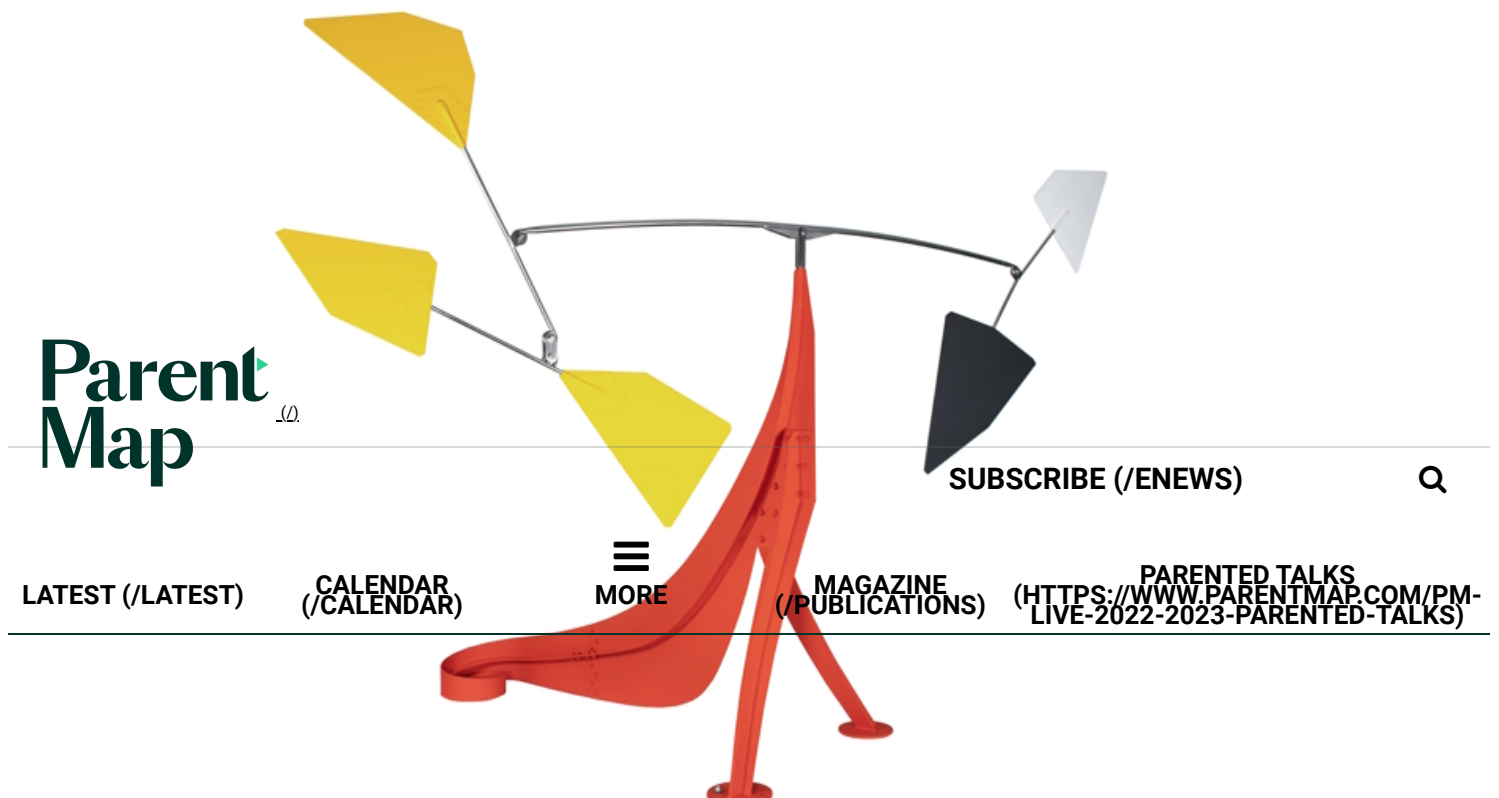 Parent
Map
(/)
SUBSCRIBE (/ENEWS)
LATEST (/LATEST)
CALENDAR
(/CALENDAR)
MORE
MAGAZINE
(/PUBLICATIONS)
PARENTED TALKS
(HTTPS://WWW.PARENTMAP.COM/PM-
LIVE-2022-2023-PARENTED-TALKS)